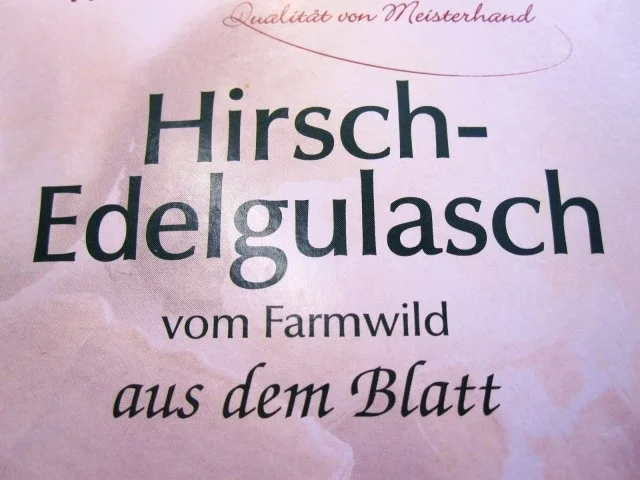 Qualität von Meisterhand
Hirsch-
Edelgulasch
vom Farmwild
aus dem Blatt